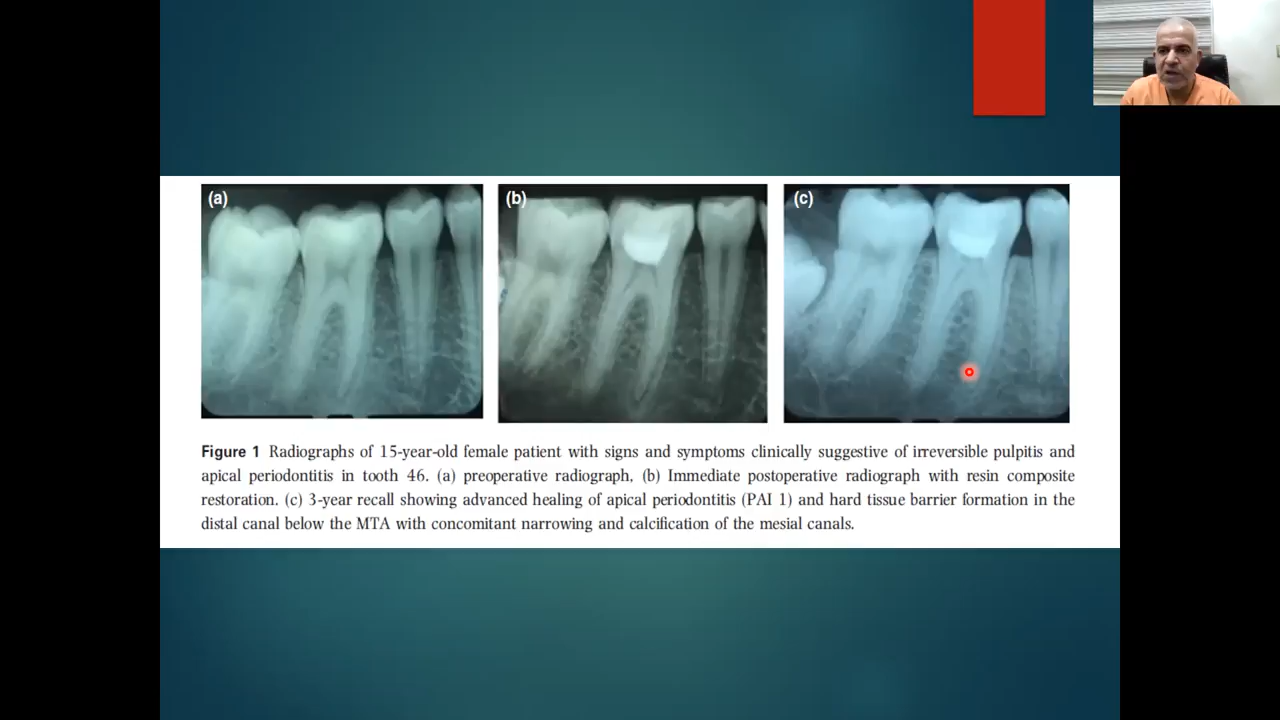 (a)
(b)
(c)
Figure 1 Radiographs of 15-year-old female patient with signs and symptoms clinically suggestive of irreversible pulpitis and
apical periodontitis in tooth 46. (a) preoperative radiograph, (b) Immediate postoperative radiograph with resin composite
restoration. (c) 3-year recall showing advanced healing of apical periodontitis (PAI 1) and hard tissue barrier formation in the
distal canal below the MTA with concomitant narrowing and calcification of the mesial canals.